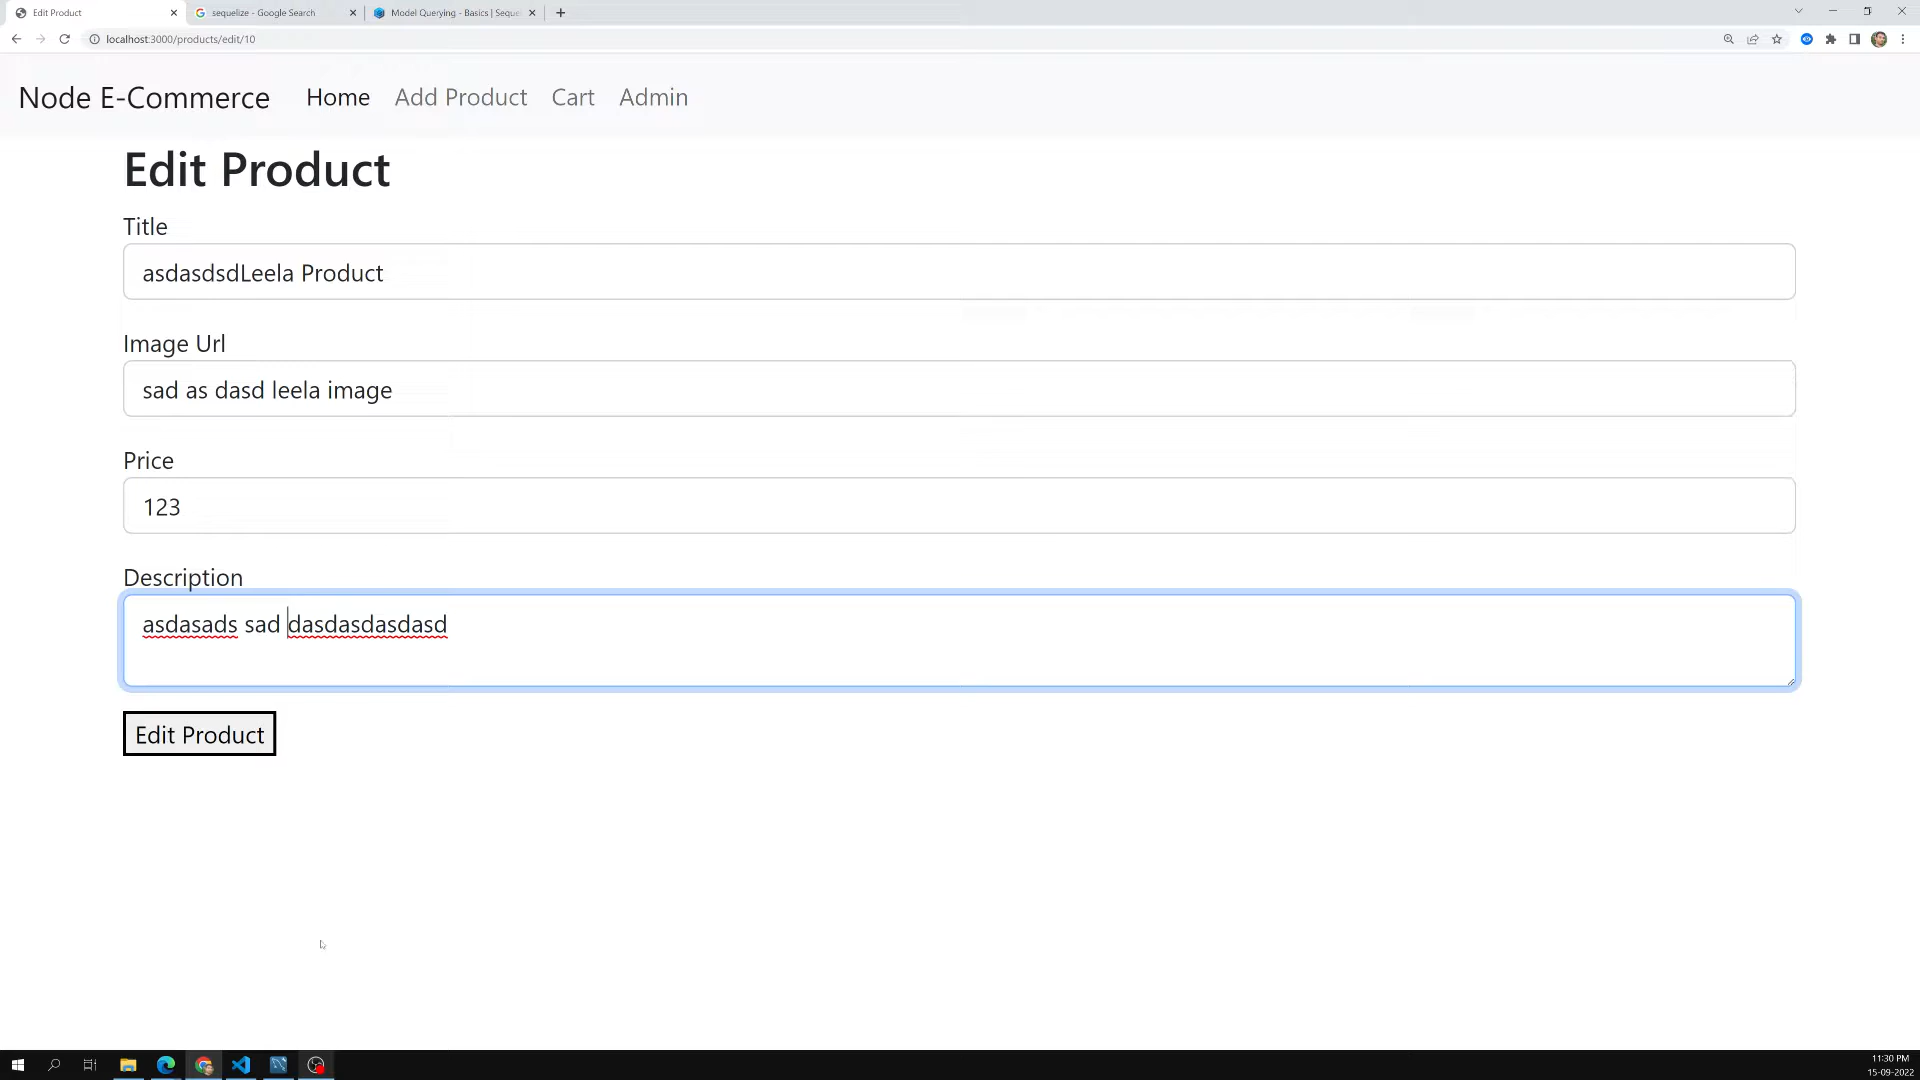 Edit Product
sequelize - Google Search
Model Querying - Basics | Seque
localhost:3000/products/edit/10
Node E-Commerce Home Add Product Cart Admin
Edit Product
Title
asdasdsdLeela Product
Image Url
sad as dasd leela image
Price
123
Description
asdasads sad dasdasdasdasd
Edit Product
11:30 PM
15-09-2022